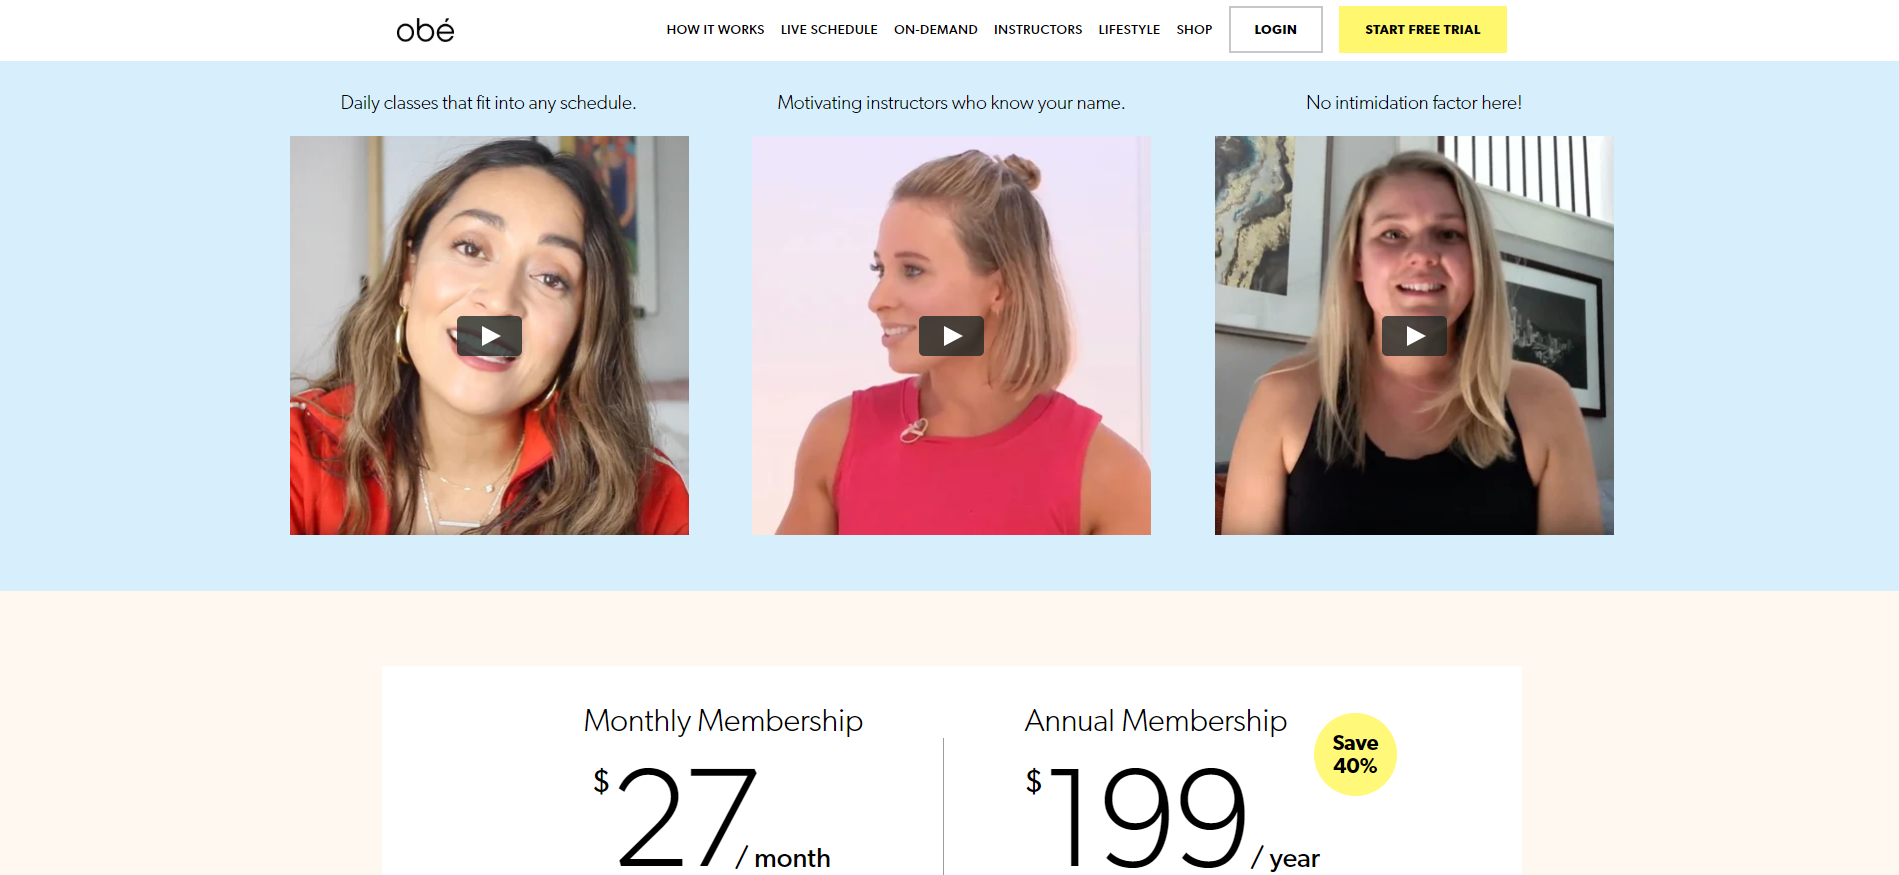 obé
HOW IT WORKS
LIVE SCHEDULE
ON-DEMAND
INSTRUCTORS
LIFESTYLE
SHOP
LOGIN
START FREE TRIAL
Daily classes that fit into any schedule.
Motivating instructors who know your name.
No intimidation factor here!
Monthly Membership
$27 / month
Annual Membership
$199 / year
Save
40%